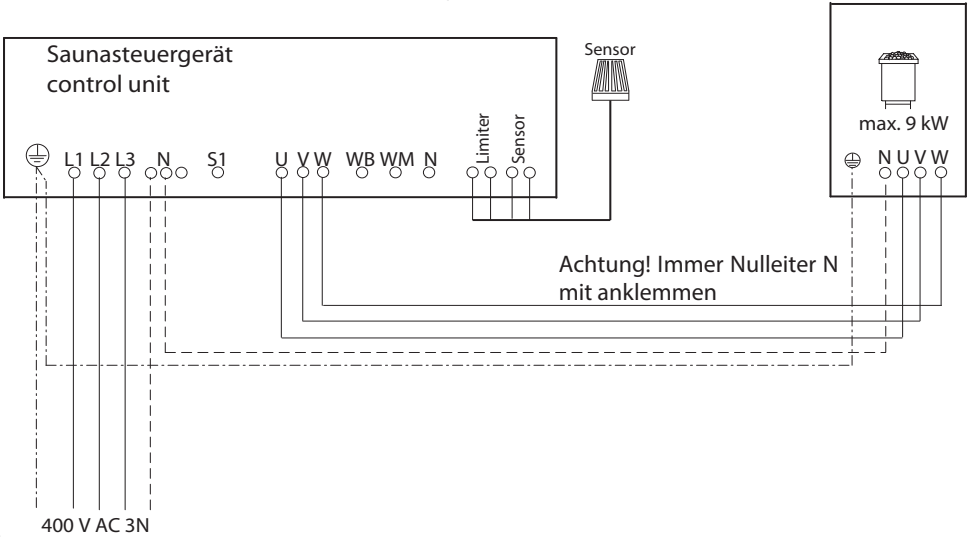 Saunasteuergerät
control unit
Sensor
max. 9 kW
Limiter
Sensor
L1 L2 L3 N S1 U V W WB WM N
N U V W
Achtung! Immer Nulleiter N
mit anklemmen
400 V AC 3N